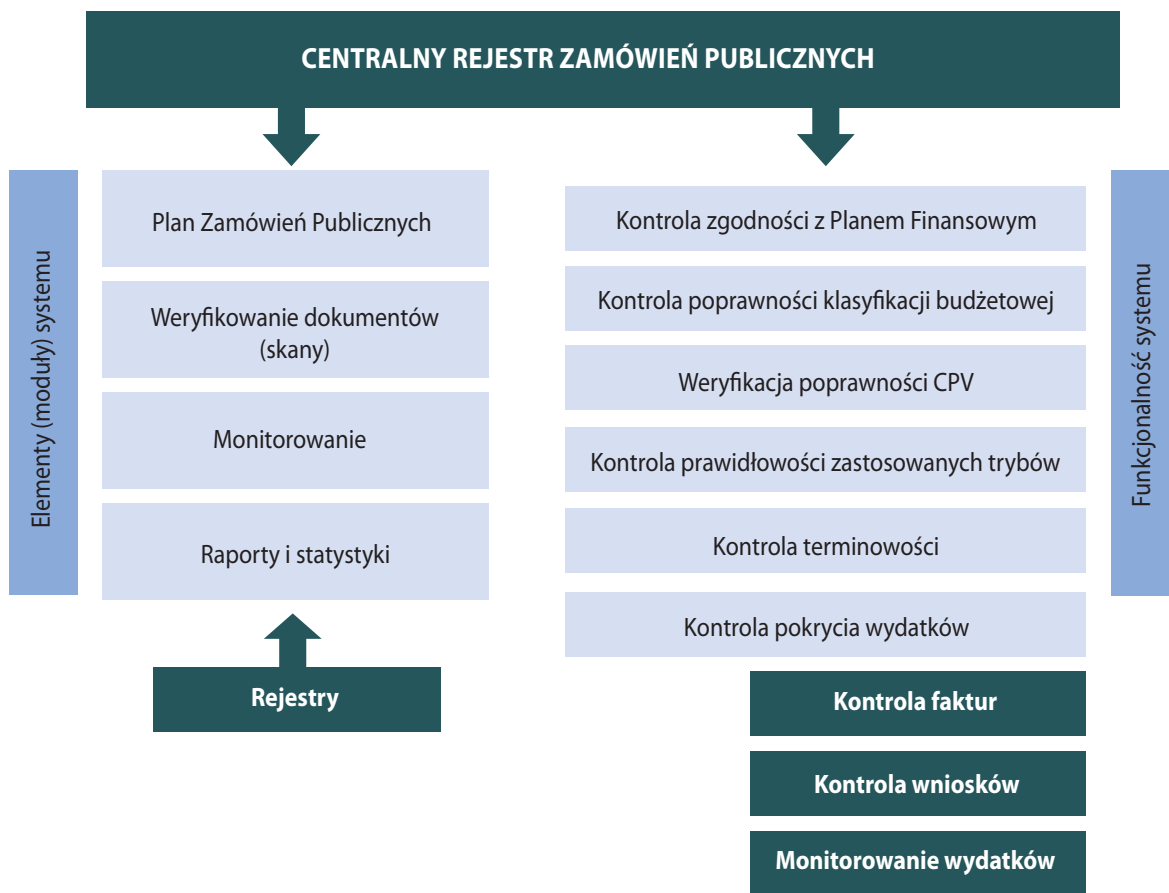 CENTRALNY REJESTR ZAMÓWIEŃ PUBLICZNYCH
Elementy (moduły) systemu
Plan Zamówień Publicznych
Weryfikowanie dokumentów
(skany)
Monitorowanie
Raporty i statystyki
Rejestry
Kontrola zgodności z Planem Finansowym
Kontrola poprawności klasyfikacji budżetowej
Weryfikacja poprawności CPV
Kontrola prawidłowości zastosowanych trybów
Kontrola terminowości
Kontrola pokrycia wydatków
Kontrola faktur
Kontrola wniosków
Monitorowanie wydatków
Funkcjonalność systemu